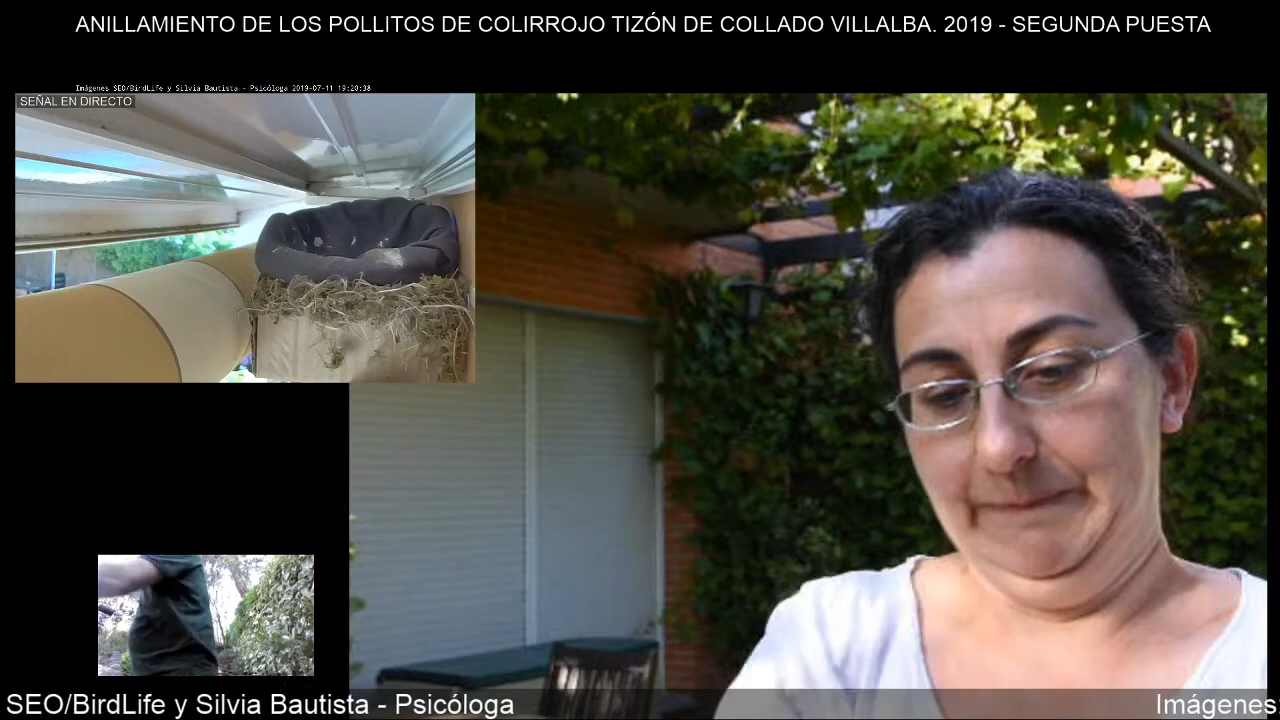 ANILLAMIENTO DE LOS POLLITOS DE COLIRROJO TIZÓN DE COLLADO VILLALBA. 2019 - SEGUNDA PUESTA
Imágenes SEO/BirdLife y Silvia Bautista - Psicóloga 2019-07-11 19:20:38
SEÑAL EN DIRECTO
SEO/BirdLife y Silvia Bautista - Psicóloga
Imágenes